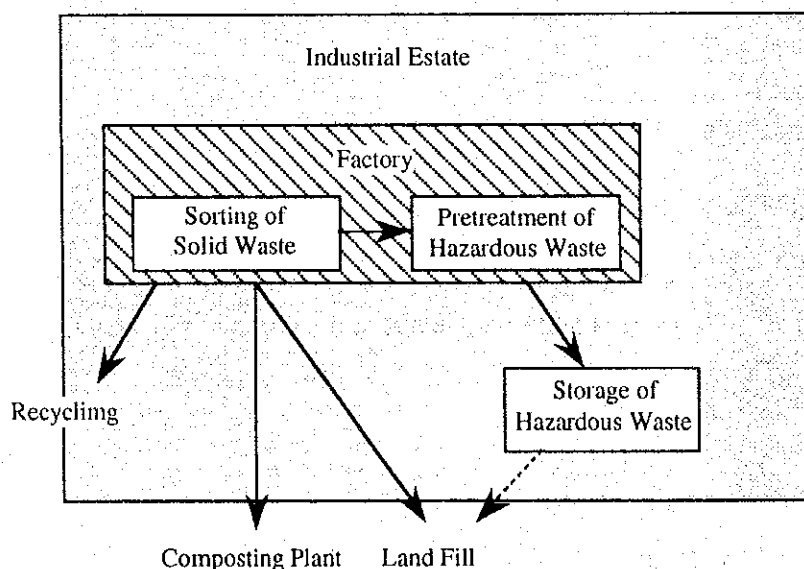 Industrial Estate
Factory
Sorting of
Solid Waste
Pretreatment of
Hazardous Waste
Storage of
Hazardous Waste
Recyclimg
Composting Plant
Land Fill